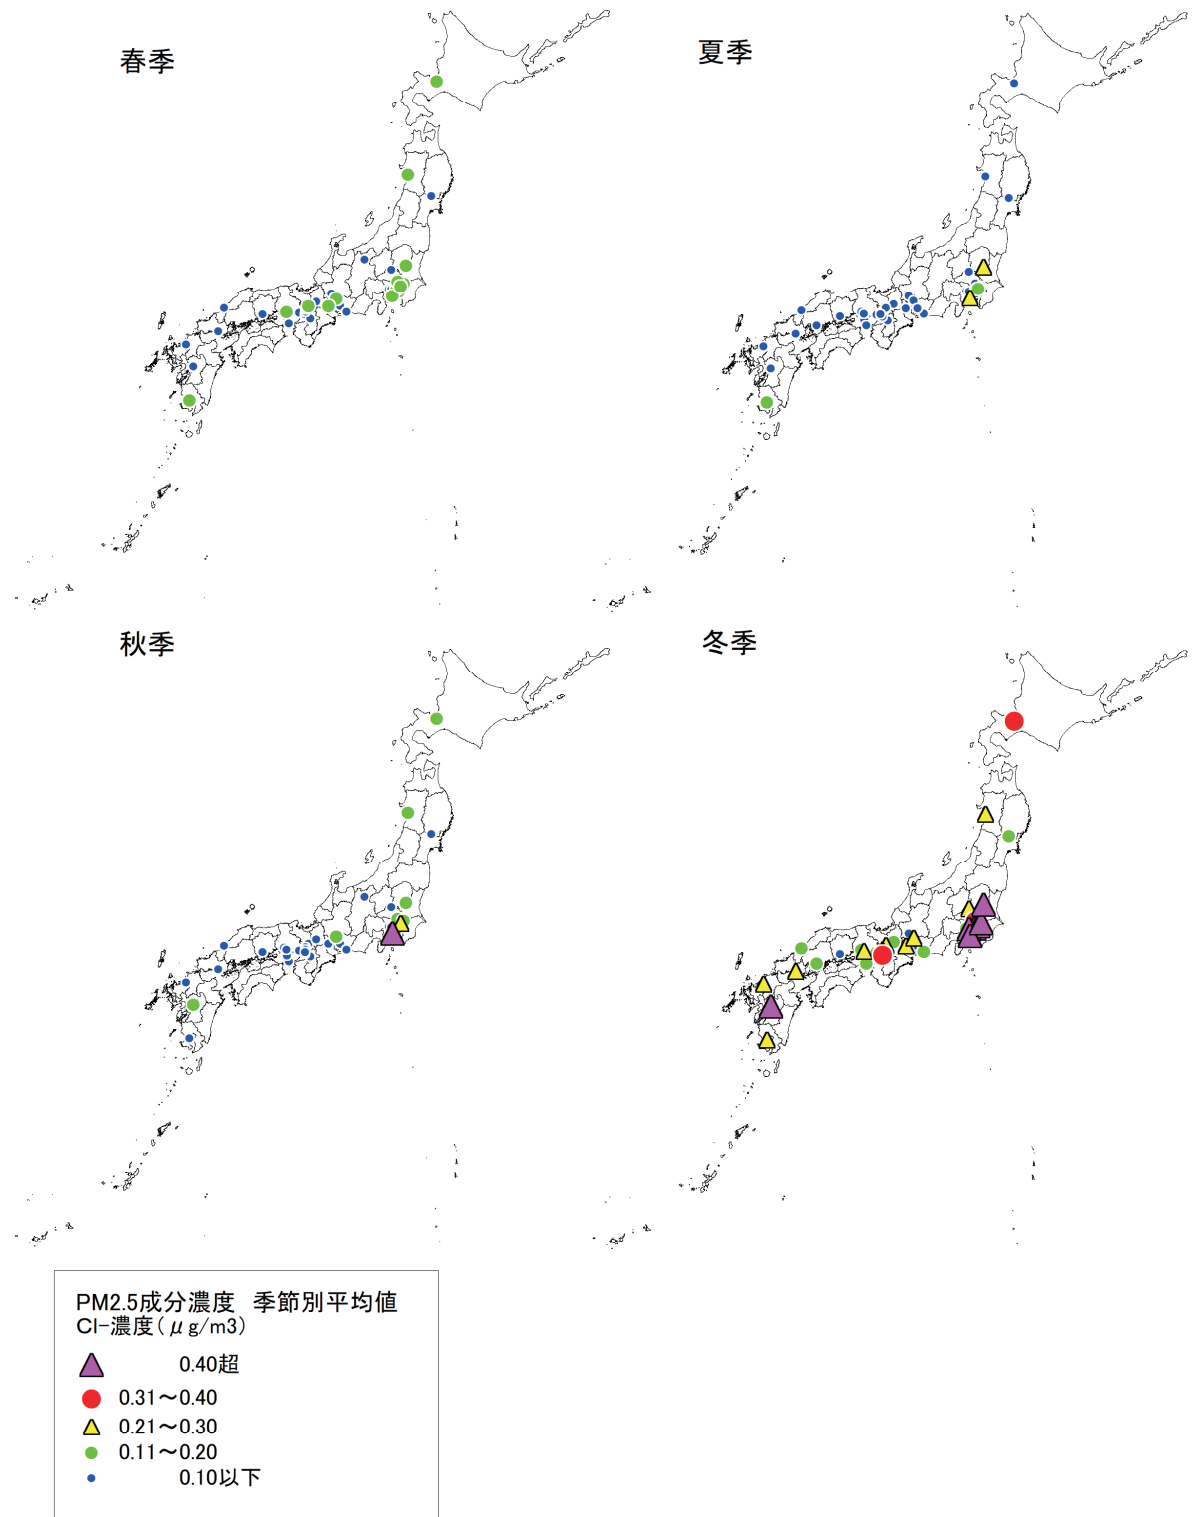 春季
夏季
秋季
冬季
PM2.5成分濃度 季節別平均値
Cl-濃度(μg/m3)
0.40超
0.31~0.40
0.21~0.30
0.11~0.20
0.10以下